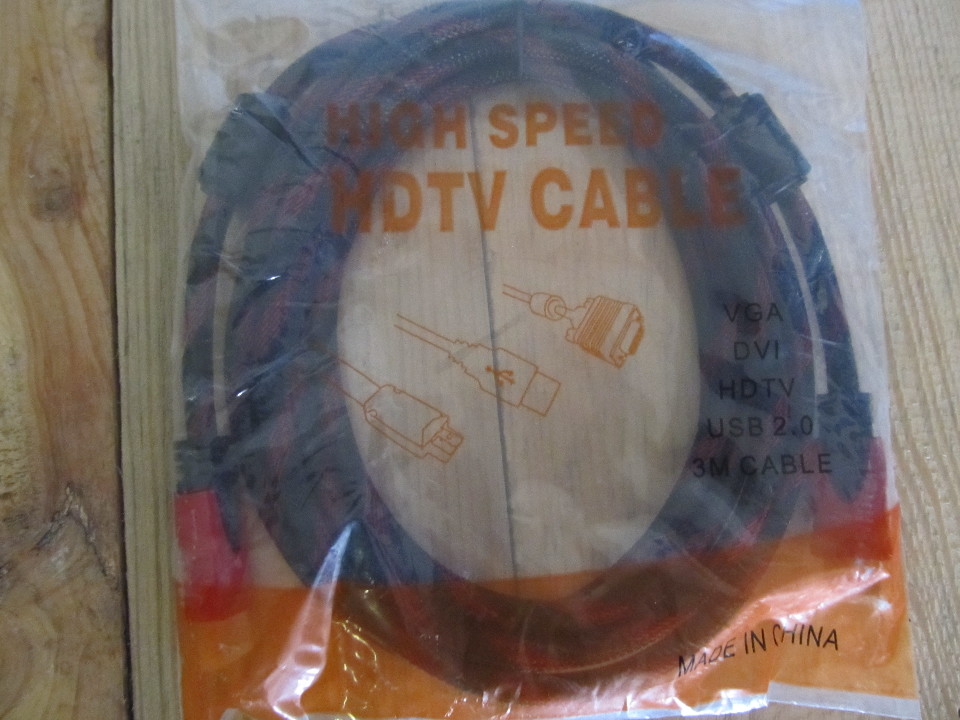 HIGH SPEED
HDTV CABLE
VGA
DVI
HDTV
USB 2.0
3M CABLE
MADE IN CHINA